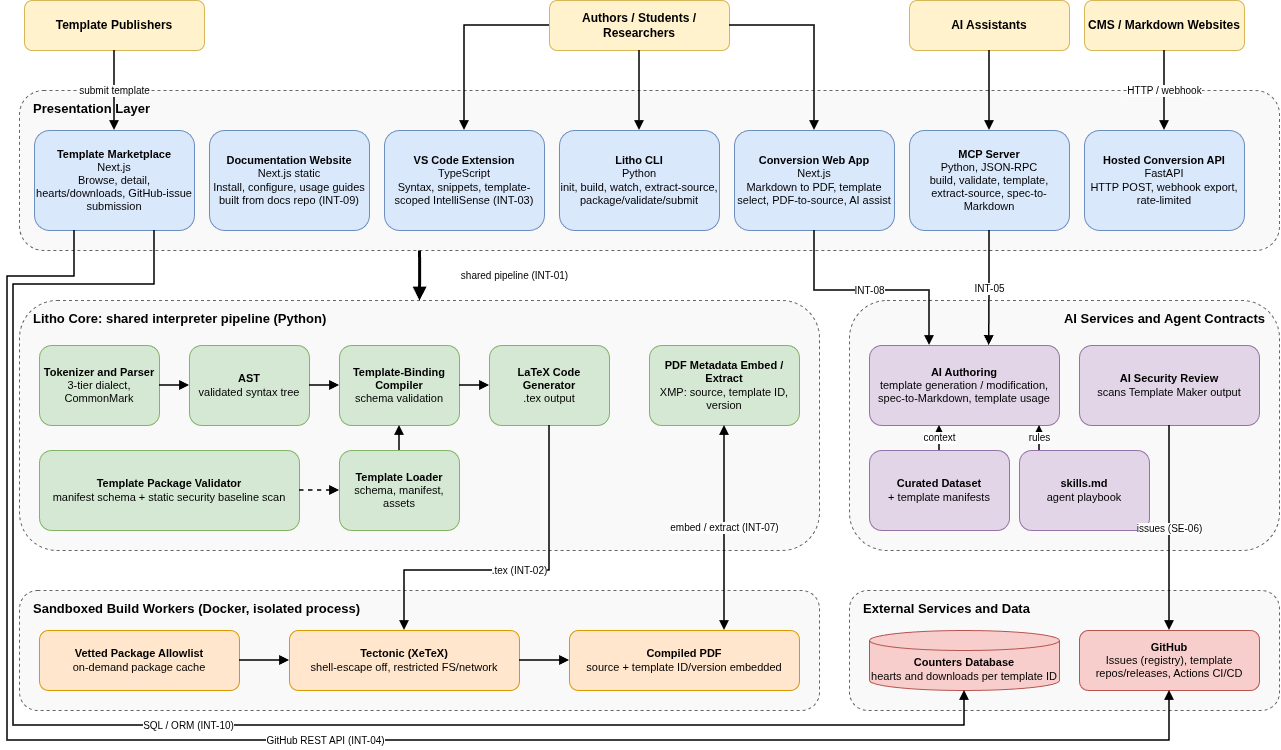 Template Publishers
Authors / Students /
Researchers
AI Assistants
CMS / Markdown Websites
submit template
HTTP / webhook
Presentation Layer
Template Marketplace
Next.js
Browse, detail,
hearts/downloads, GitHub-issue
submission
Documentation Website
Next.js static
Install, configure, usage guides
built from docs repo (INT-09)
VS Code Extension
TypeScript
Syntax, snippets, template-
scoped IntelliSense (INT-03)
Litho CLI
Python
init, build, watch, extract-source,
package/validate/submit
Conversion Web App
Next.js
Markdown to PDF, template
select, PDF-to-source, AI assist
MCP Server
Python, JSON-RPC
build, validate, template,
extract-source, spec-to-
Markdown
Hosted Conversion API
FastAPI
HTTP POST, webhook export,
rate-limited
shared pipeline (INT-01)
INT-08
INT-05
Litho Core: shared interpreter pipeline (Python)
Tokenizer and Parser
3-tier dialect,
CommonMark
AST
validated syntax tree
Template-Binding
Compiler
schema validation
LaTeX Code
Generator
.tex output
PDF Metadata Embed /
Extract
XMP: source, template ID,
version
Template Package Validator
manifest schema + static security baseline scan
Template Loader
schema, manifest,
assets
embed / extract (INT-07)
AI Services and Agent Contracts
AI Authoring
template generation / modification,
spec-to-Markdown, template usage
AI Security Review
scans Template Maker output
context
rules
Curated Dataset
+ template manifests
skills.md
agent playbook
issues (SE-06)
.tex (INT-02)
Sandboxed Build Workers (Docker, isolated process)
Vetted Package Allowlist
on-demand package cache
Tectonic (XeTeX)
shell-escape off, restricted FS/network
Compiled PDF
source + template ID/version embedded
External Services and Data
Counters Database
hearts and downloads per template ID
GitHub
Issues (registry), template
repos/releases, Actions CI/CD
SQL / ORM (INT-10)
GitHub REST API (INT-04)